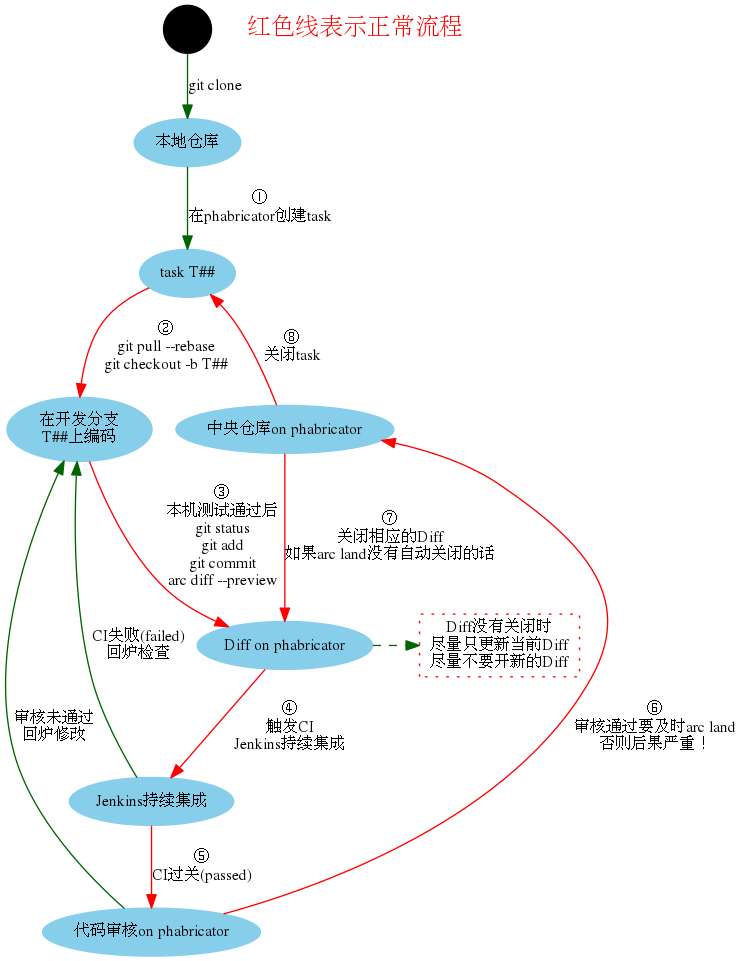 红色线表示正常流程
git clone
本地仓库
①
在phabricator创建task
task T##
②
git pull --rebase
git checkout -b T##
⑧
关闭task
在开发分支
T##上编码
中央仓库on phabricator
③
本机测试通过后
git status
git add
git commit
arc diff --preview
⑦
关闭相应的Diff
如果arc land没有自动关闭的话
Diff on phabricator
Diff没有关闭时
尽量只更新当前Diff
尽量不要开新的Diff
CI失败(failed)
回炉检查
审核未通过
回炉修改
④
触发CI
Jenkins持续集成
⑥
审核通过要及时arc land
否则后果严重！
Jenkins持续集成
⑤
CI过关(passed)
代码审核on phabricator